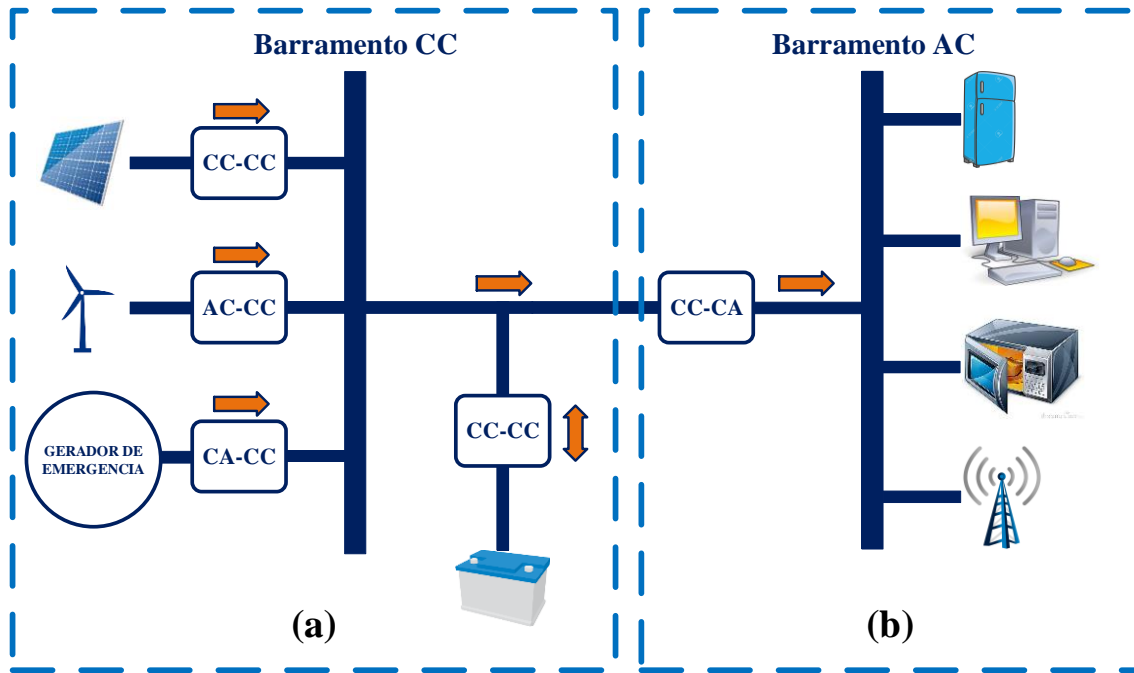 Barramento CC
Barramento AC
CC-CC
AC-CC
CC-CA
GERADOR DE
EMERGENCIA
CA-CC
CC-CC
(a)
(b)